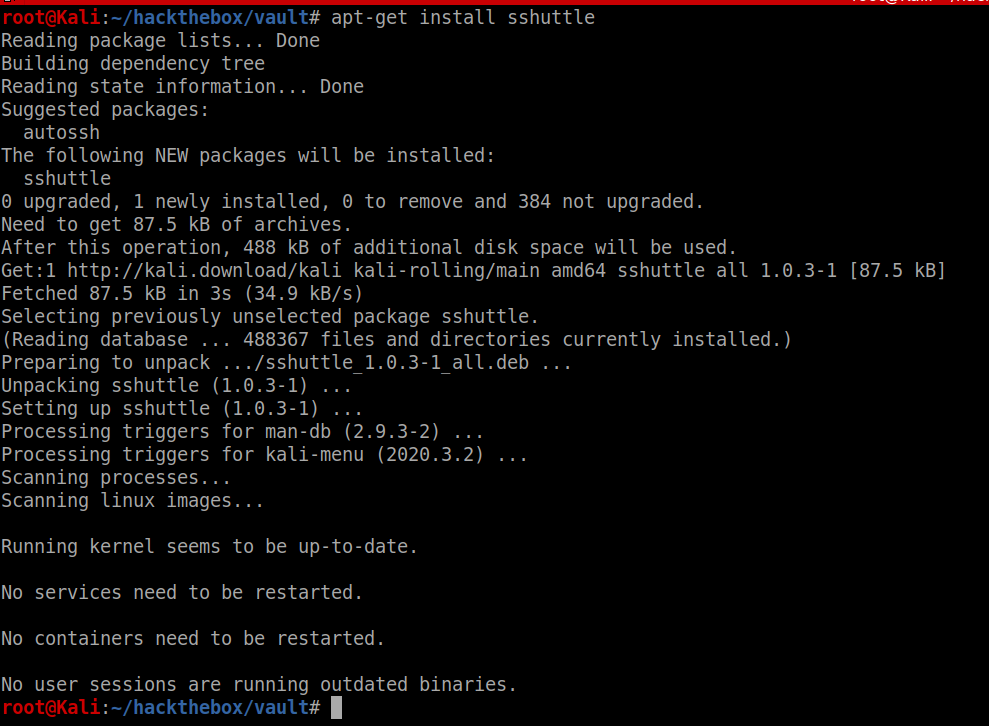 root@Kali:~/hackthebox/vault# apt-get install sshuttle
Reading package lists... Done
Building dependency tree
Reading state information... Done
Suggested packages:
  autossh
The following NEW packages will be installed:
  sshuttle
0 upgraded, 1 newly installed, 0 to remove and 384 not upgraded.
Need to get 87.5 kB of archives.
After this operation, 488 kB of additional disk space will be used.
Get:1 http://kali.download/kali kali-rolling/main amd64 sshuttle all 1.0.3-1 [87.5 kB]
Fetched 87.5 kB in 3s (34.9 kB/s)
Selecting previously unselected package sshuttle.
(Reading database ... 488367 files and directories currently installed.)
Preparing to unpack .../sshuttle_1.0.3-1_all.deb ...
Unpacking sshuttle (1.0.3-1) ...
Setting up sshuttle (1.0.3-1) ...
Processing triggers for man-db (2.9.3-2) ...
Processing triggers for kali-menu (2020.3.2) ...
Scanning processes...
Scanning linux images...

Running kernel seems to be up-to-date.

No services need to be restarted.

No containers need to be restarted.

No user sessions are running outdated binaries.
root@Kali:~/hackthebox/vault#